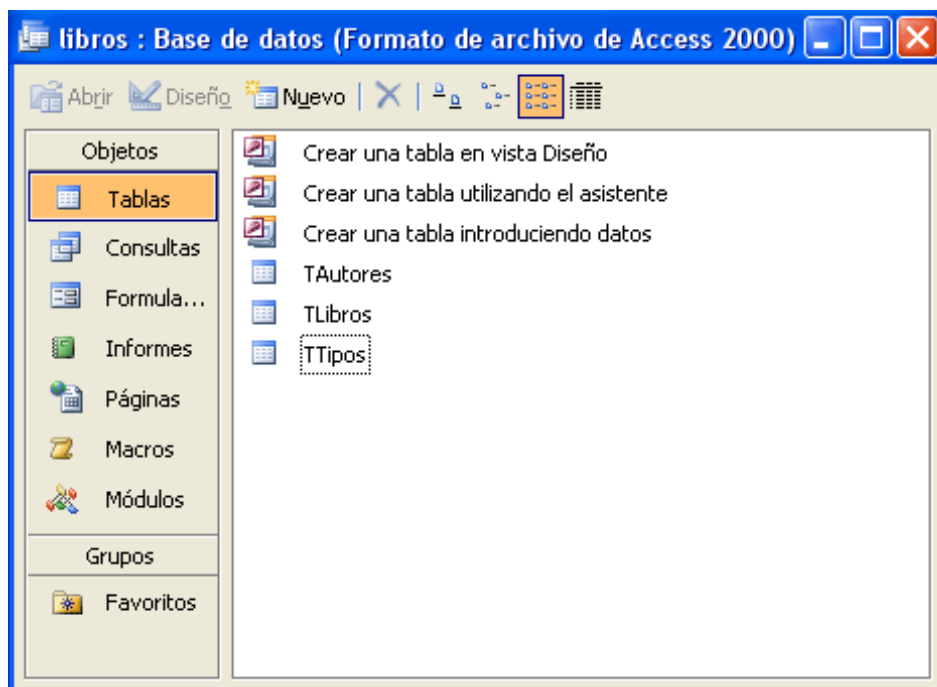 libros : Base de datos (Formato de archivo de Access 2000)
Abrir Diseño Nuevo
Objetos
Tablas
Consultas
Formula...
Informes
Páginas
Macros
Módulos
Grupos
Favoritos
Crear una tabla en vista Diseño
Crear una tabla utilizando el asistente
Crear una tabla introduciendo datos
TAutores
TLibros
TTipos